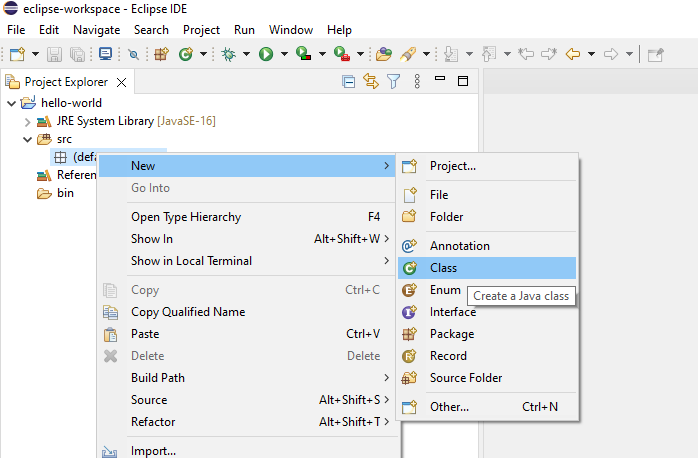 eclipse-workspace - Eclipse IDE
File Edit Navigate Search Project Run Window Help
Project Explorer
hello-world
JRE System Library [JavaSE-16]
src
(defa
Referen
bin
New
Go Into
Open Type Hierarchy F4
Show In Alt+Shift+W
Show in Local Terminal
Copy Ctrl+C
Copy Qualified Name
Paste Ctrl+V
Delete Delete
Build Path
Source Alt+Shift+S
Refactor Alt+Shift+T
Import...
Project...
File
Folder
Annotation
Class
Enum
Create a Java class
Interface
Package
Record
Source Folder
Other... Ctrl+N